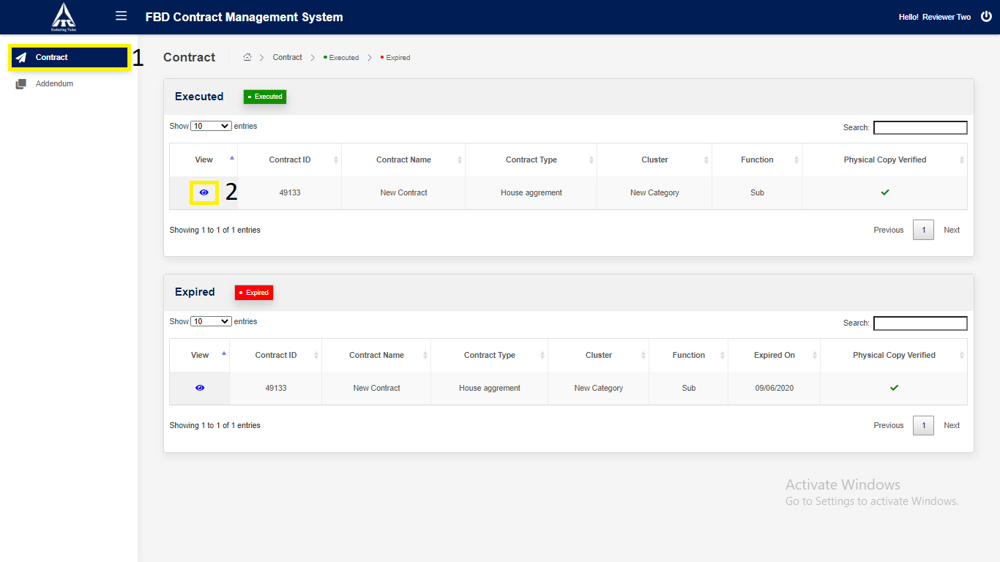 FBD Contract Management System
Hello! Reviewer Two
ITC
Enduring Value
Contract
1
Addendum
Contract
Contract
Executed
Expired
Executed
Executed
Show 10 entries
Search:
View Contract ID Contract Name Contract Type Cluster Function Physical Copy Verified
2 49133 New Contract House aggrement New Category Sub
Showing 1 to 1 of 1 entries
Previous 1 Next
Expired
Expired
Show 10 entries
Search:
View Contract ID Contract Name Contract Type Cluster Function Expired On Physical Copy Verified
49133 New Contract House aggrement New Category Sub 09/06/2020
Showing 1 to 1 of 1 entries
Previous 1 Next
Activate Windows
Go to Settings to activate Windows.